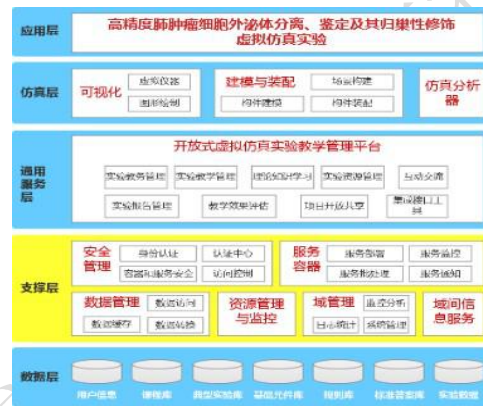 应用层
高精度肺肿瘤细胞外泌体分离、鉴定及其归巢性修饰
虚拟仿真实验
仿真层
可视化
虚拟仪器
图形绘制
建模与装配
场景构建
构件建模
构件装配
仿真分析
器
通用
服务
层
开放式虚拟仿真实验教学管理平台
实验教务管理
实验教学管理
理论知识学习
实验资源管理
互动交流
实验报告管理
教学效果评估
项目开放共享
集成接口工
具
支撑层
安全
管理
身份认证
认证中心
容器和服务安全
访问控制
服务
容器
服务部署
服务监控
服务批处理
服务通知
数据管理
数据访问
数据缓存
数据转换
资源管理
与监控
域管理
监控分析
日志统计
系统管理
域间信
息服务
数据层
用户信息
课程库
典型实验库
基础元件库
规则库
标准答案库
实验数据